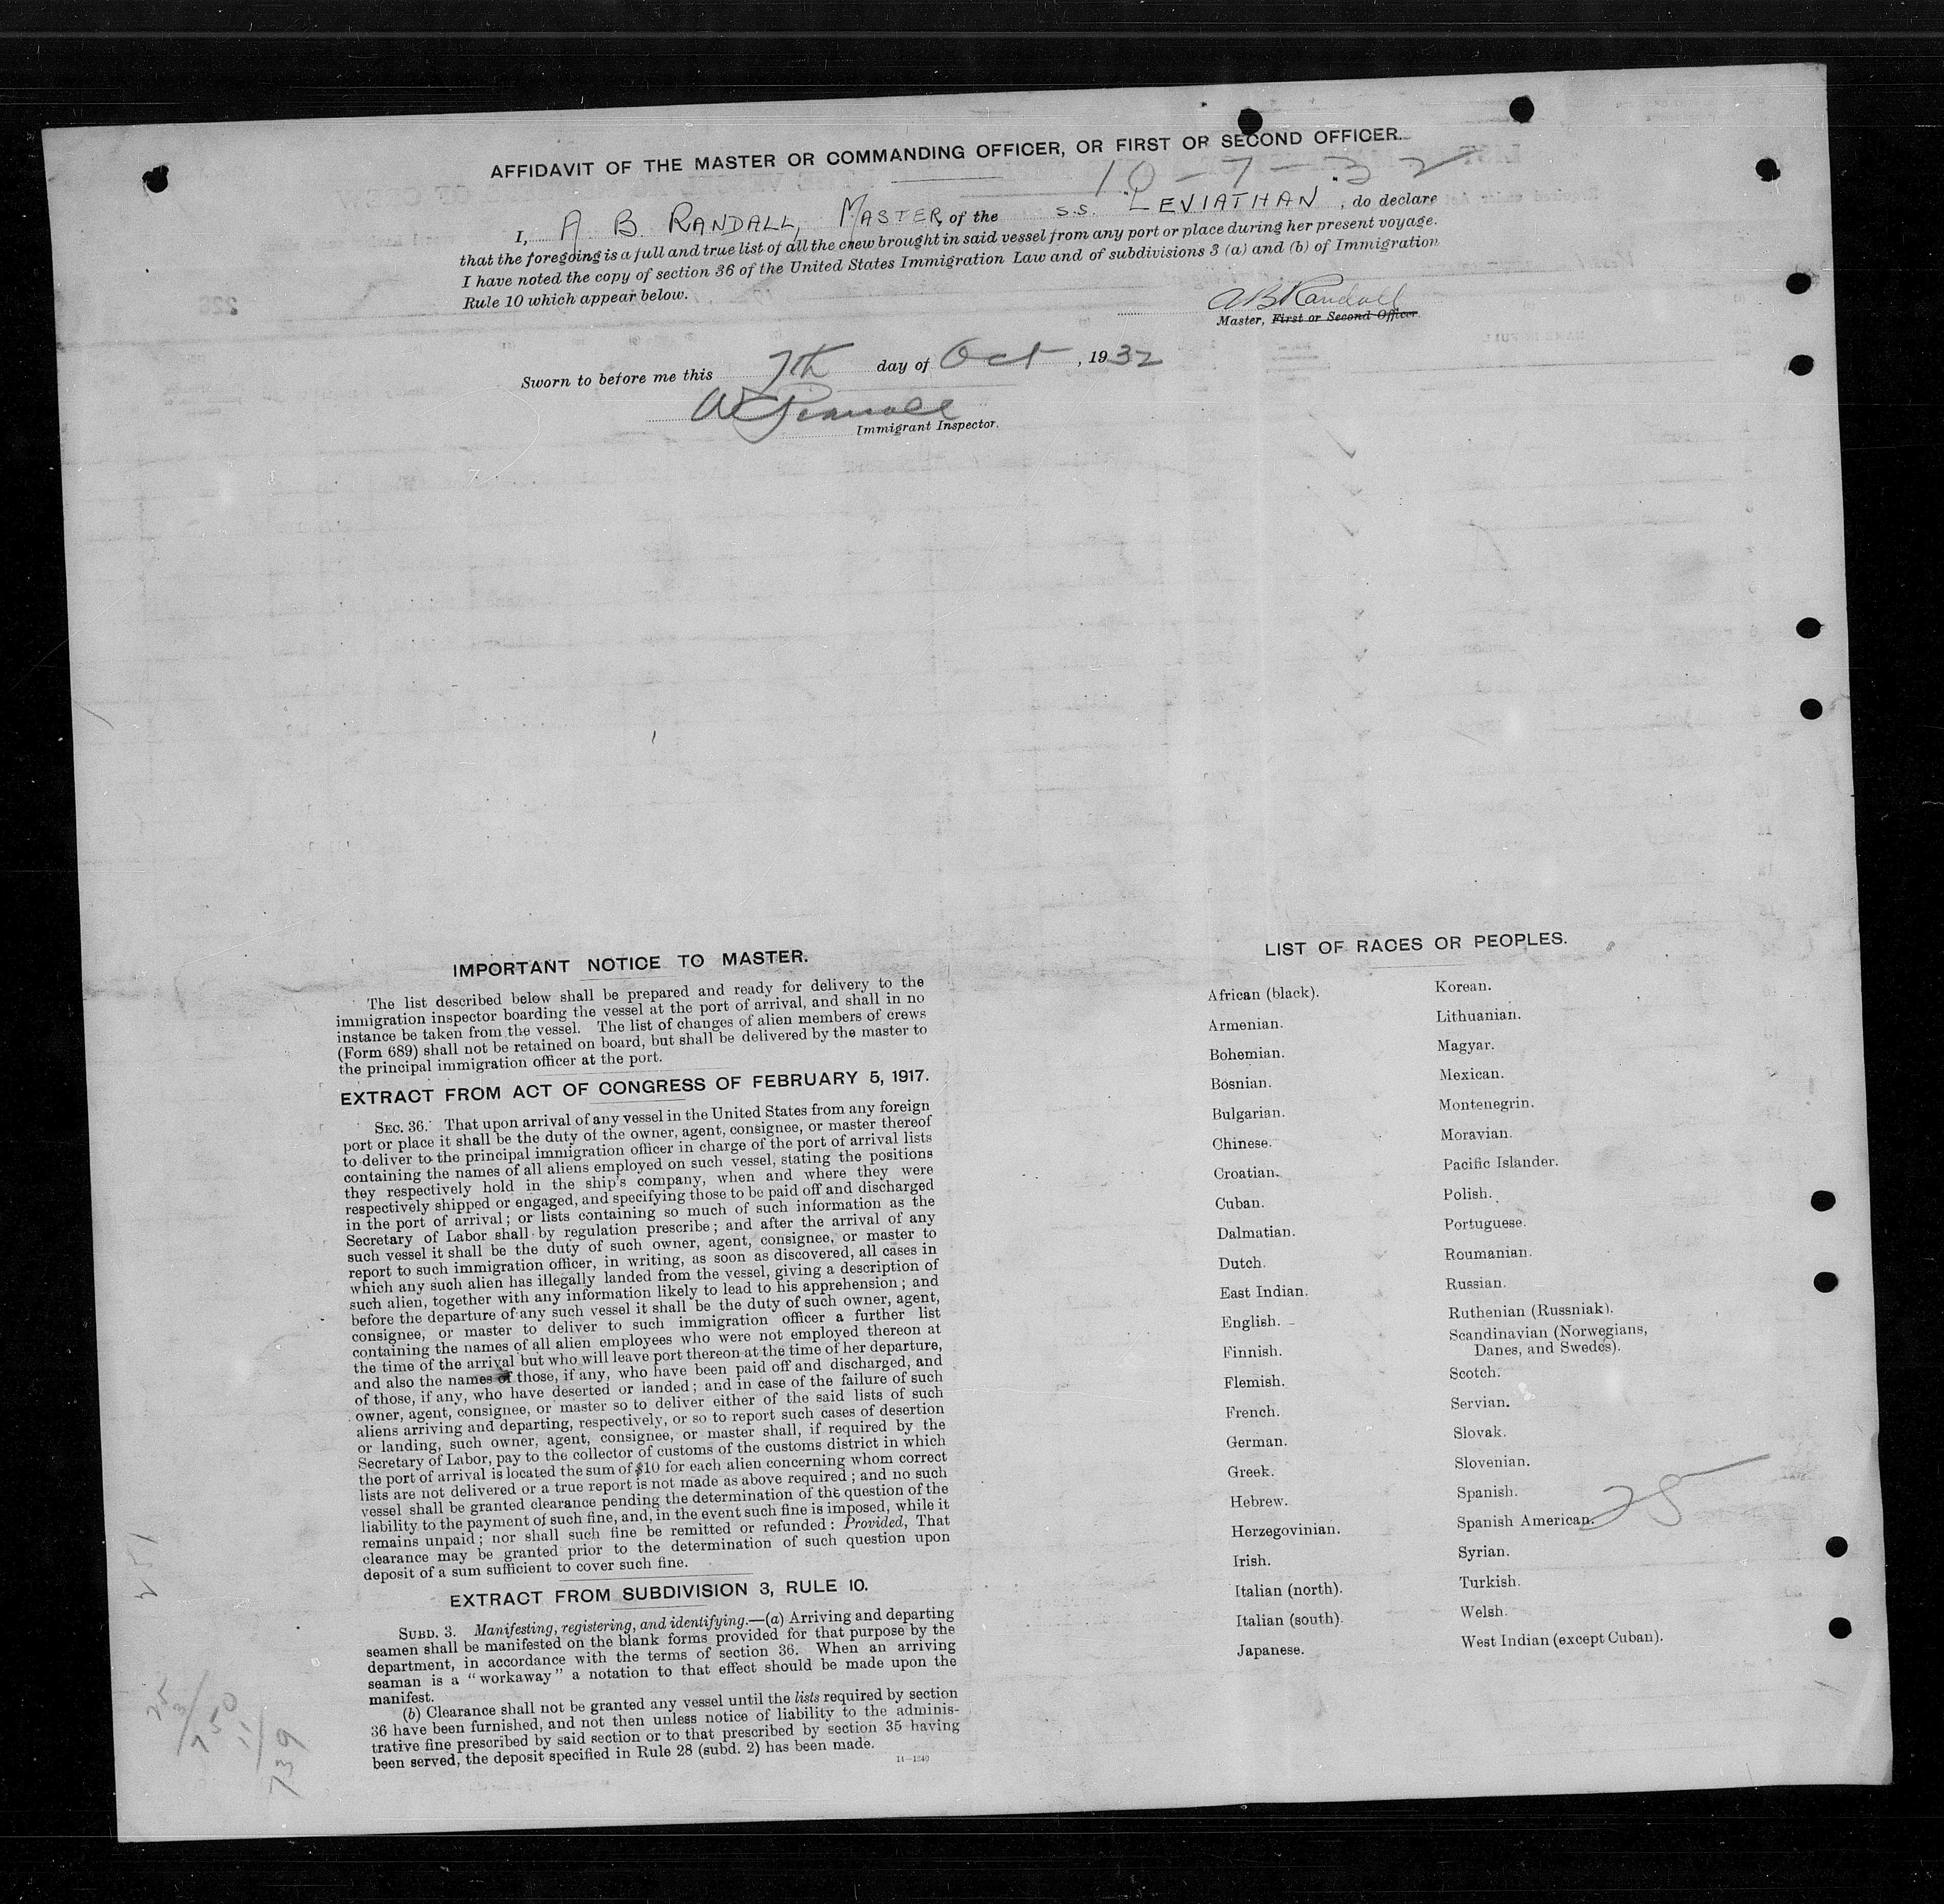 AFFIDAVIT OF THE MASTER OR COMMANDING OFFICER, OR FIRST OR SECOND OFFICER.
10-7-32
I, A B. RANDALL, MASTER, of the S.S. "LEVIATHAN", do declare
that the foregoing is a full and true list of all the crew brought in said vessel from any port or place during her present voyage.
I have noted the copy of section 36 of the United States Immigration Law and of subdivisions 3 (a) and (b) of Immigration
Rule 10 which appear below.
AB Randall
Master, First or Second Officer.
Sworn to before me this 7th day of Oct, 1932
Immigrant Inspector.
IMPORTANT NOTICE TO MASTER.
The list described below shall be prepared and ready for delivery to the
immigration inspector boarding the vessel at the port of arrival, and shall in no
instance be taken from the vessel. The list of changes of alien members of crews
(Form 689) shall not be retained on board, but shall be delivered by the master to
the principal immigration officer at the port.
EXTRACT FROM ACT OF CONGRESS OF FEBRUARY 5, 1917.
SEC. 36. That upon arrival of any vessel in the United States from any foreign
port or place it shall be the duty of the owner, agent, consignee, or master thereof
to deliver to the principal immigration officer in charge of the port of arrival lists
containing the names of all aliens employed on such vessel, stating the positions
they respectively hold in the ship's company, when and where they were
respectively shipped or engaged, and specifying those to be paid off and discharged
in the port of arrival; or lists containing so much of such information as the
Secretary of Labor shall by regulation prescribe; and after the arrival of any
such vessel it shall be the duty of such owner, agent, consignee, or master to
report to such immigration officer, in writing, as soon as discovered, all cases in
which any such alien has illegally landed from the vessel, giving a description of
such alien, together with any information likely to lead to his apprehension; and
before the departure of any such vessel it shall be the duty of such owner, agent,
consignee, or master to deliver to such immigration officer a further list
containing the names of all alien employees who were not employed thereon at
the time of the arrival but who will leave port thereon at the time of her departure,
and also the names of those, if any, who have been paid off and discharged, and
of those, if any, who have deserted or landed; and in case of the failure of such
owner, agent, consignee, or master so to deliver either of the said lists of such
aliens arriving and departing, respectively, or so to report such cases of desertion
or landing, such owner, agent, consignee, or master shall, if required by the
Secretary of Labor, pay to the collector of customs of the customs district in which
the port of arrival is located the sum of $10 for each alien concerning whom correct
lists are not delivered or a true report is not made as above required; and no such
vessel shall be granted clearance pending the determination of the question of the
liability to the payment of such fine, and, in the event such fine is imposed, while it
remains unpaid; nor shall such fine be remitted or refunded: Provided, That
clearance may be granted prior to the determination of such question upon
deposit of a sum sufficient to cover such fine.
EXTRACT FROM SUBDIVISION 3, RULE 10.
SUBD. 3. Manifesting, registering, and identifying.—(a) Arriving and departing
seamen shall be manifested on the blank forms provided for that purpose by the
department, in accordance with the terms of section 36. When an arriving
seaman is a "workaway" a notation to that effect should be made upon the
manifest.
(b) Clearance shall not be granted any vessel until the lists required by section
36 have been furnished, and not then unless notice of liability to the adminis-
trative fine prescribed by said section or to that prescribed by section 35 having
been served, the deposit specified in Rule 28 (subd. 2) has been made.
14—1240
LIST OF RACES OR PEOPLES.
African (black).
Armenian.
Bohemian.
Bosnian.
Bulgarian.
Chinese.
Croatian.
Cuban.
Dalmatian.
Dutch.
East Indian.
English.
Finnish.
Flemish.
French.
German.
Greek.
Hebrew.
Herzegovinian.
Irish.
Italian (north).
Italian (south).
Japanese.
Korean.
Lithuanian.
Magyar.
Mexican.
Montenegrin.
Moravian.
Pacific Islander.
Polish.
Portuguese.
Roumanian.
Russian.
Ruthenian (Russniak).
Scandinavian (Norwegians,
Danes, and Swedes).
Scotch.
Servian.
Slovak.
Slovenian.
Spanish.
Spanish American.
Syrian.
Turkish.
Welsh.
West Indian (except Cuban).
25
739